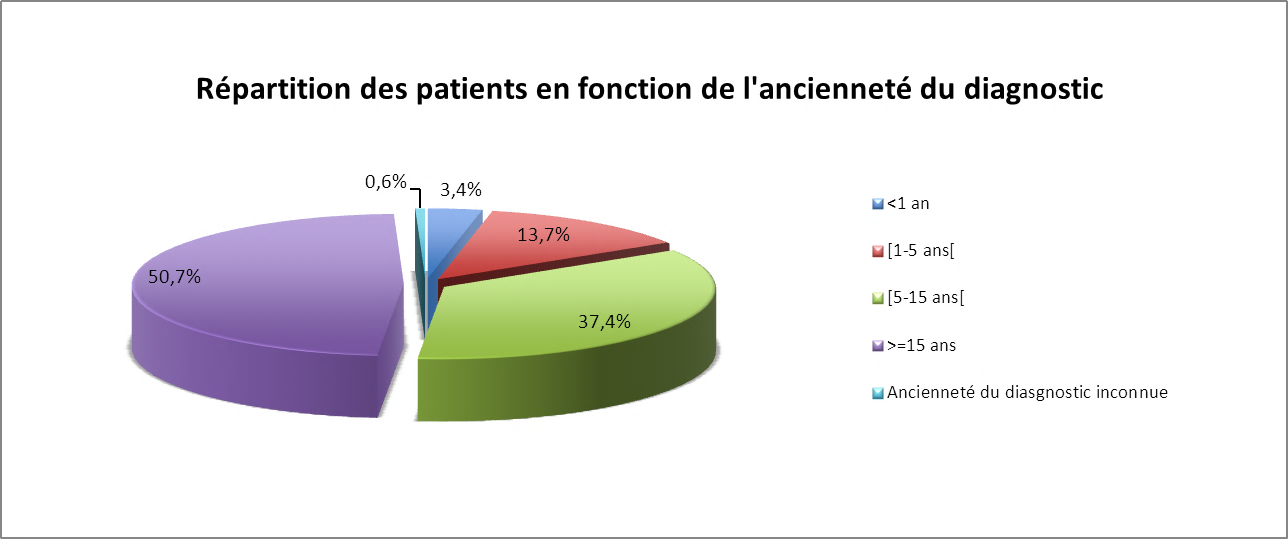 Répartition des patients en fonction de l'ancienneté du diagnostic
0,6%
3,4%
13,7%
50,7%
37,4%
<1 an
[1-5 ans[
[5-15 ans[
>=15 ans
Ancienneté du diasgnostic inconnue